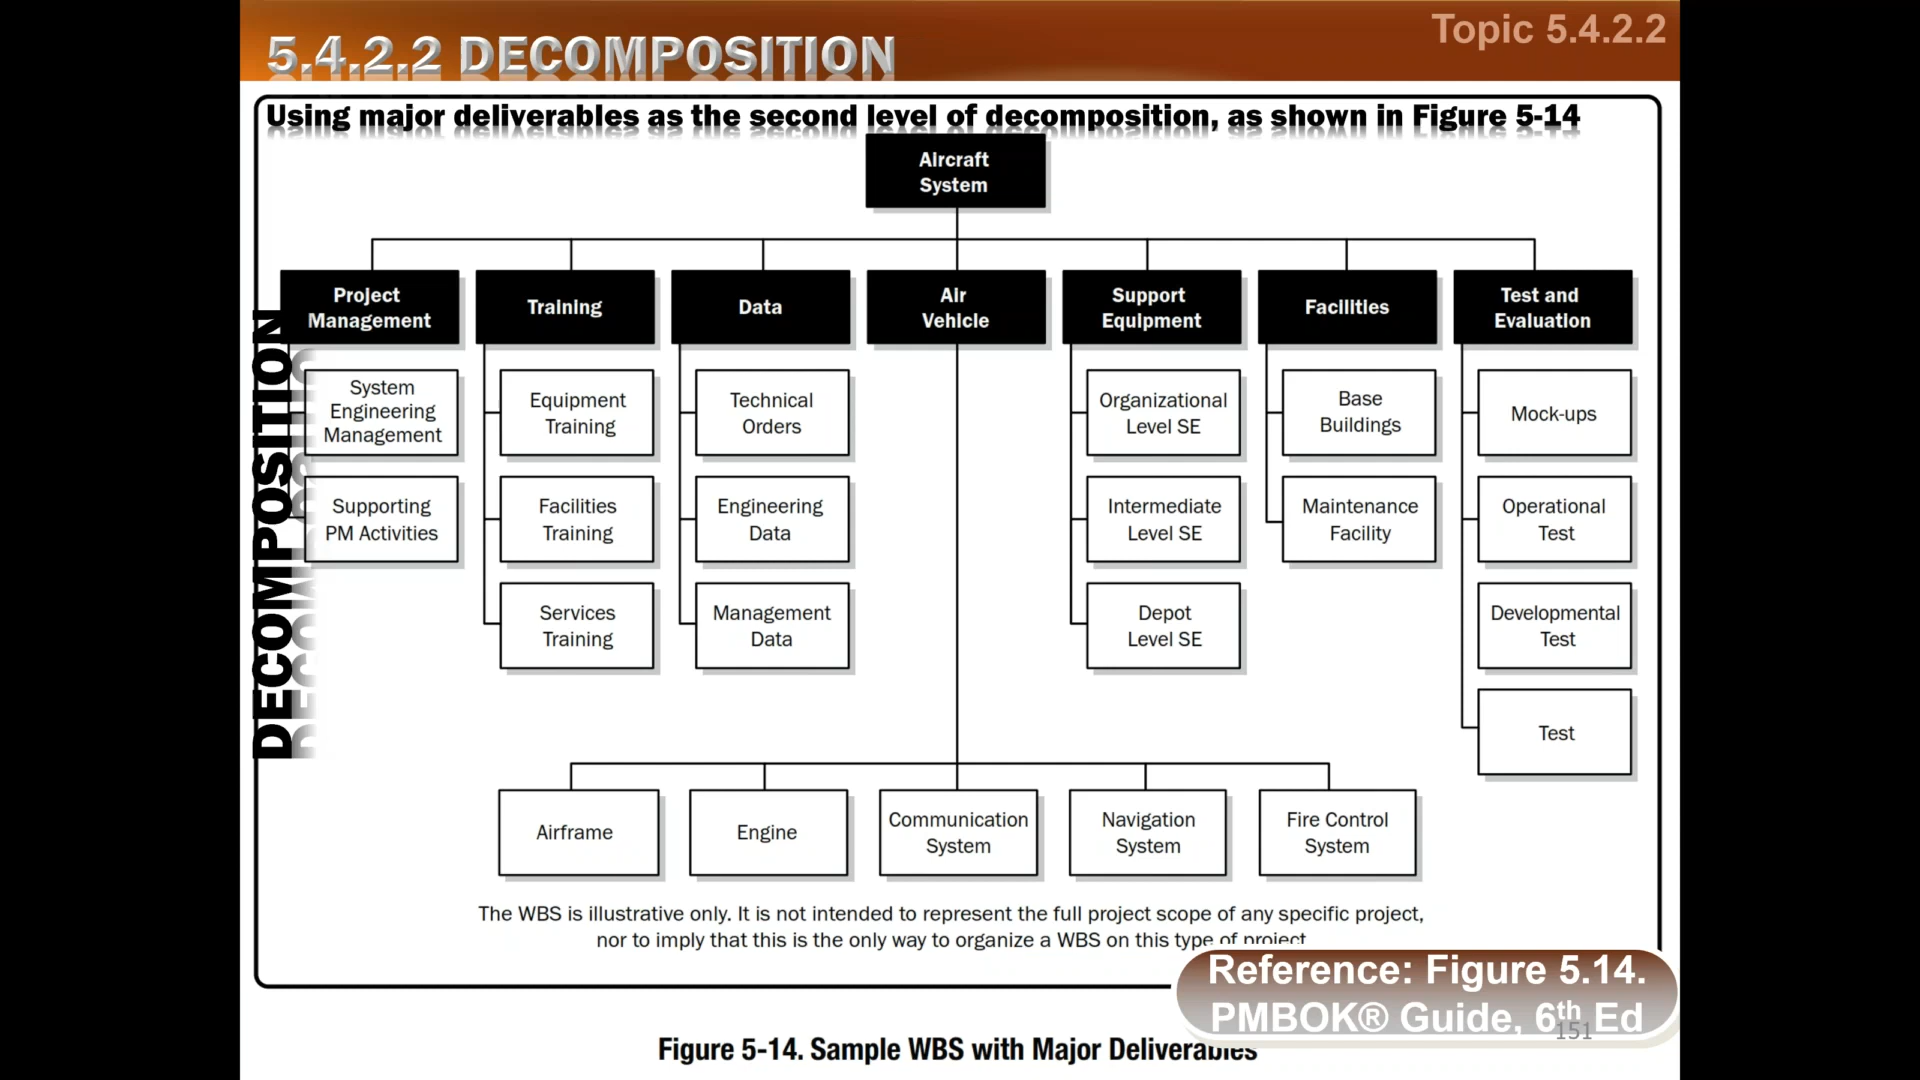 5.4.2.2 DECOMPOSITION
Topic 5.4.2.2
Using major deliverables as the second level of decomposition, as shown in Figure 5-14
DECOMPOSITION
Aircraft
System
Project
Management
Training
Data
Air
Vehicle
Support
Equipment
Facilities
Test and
Evaluation
System
Engineering
Management
Supporting
PM Activities
Equipment
Training
Facilities
Training
Services
Training
Technical
Orders
Engineering
Data
Management
Data
Organizational
Level SE
Intermediate
Level SE
Depot
Level SE
Base
Buildings
Maintenance
Facility
Mock-ups
Operational
Test
Developmental
Test
Test
Airframe
Engine
Communication
System
Navigation
System
Fire Control
System
The WBS is illustrative only. It is not intended to represent the full project scope of any specific project,
nor to imply that this is the only way to organize a WBS on this type of project
Reference: Figure 5.14.
PMBOK® Guide, 6th Ed
151
Figure 5-14. Sample WBS with Major Deliverables